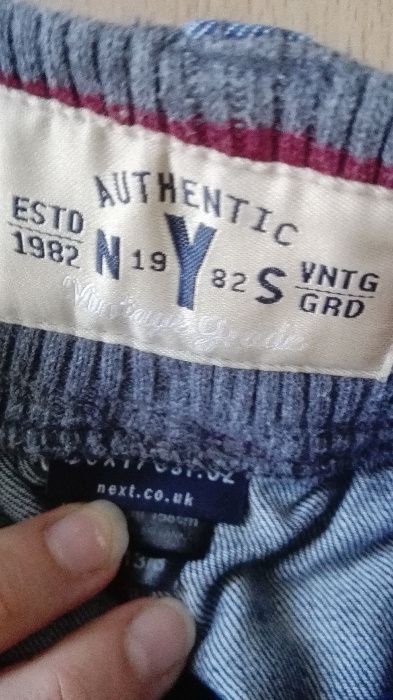 AUTHENTIC
ESTD
1982
N 19 Y 82 S
VNTG
GRD
Vintage Grade
next.co.uk